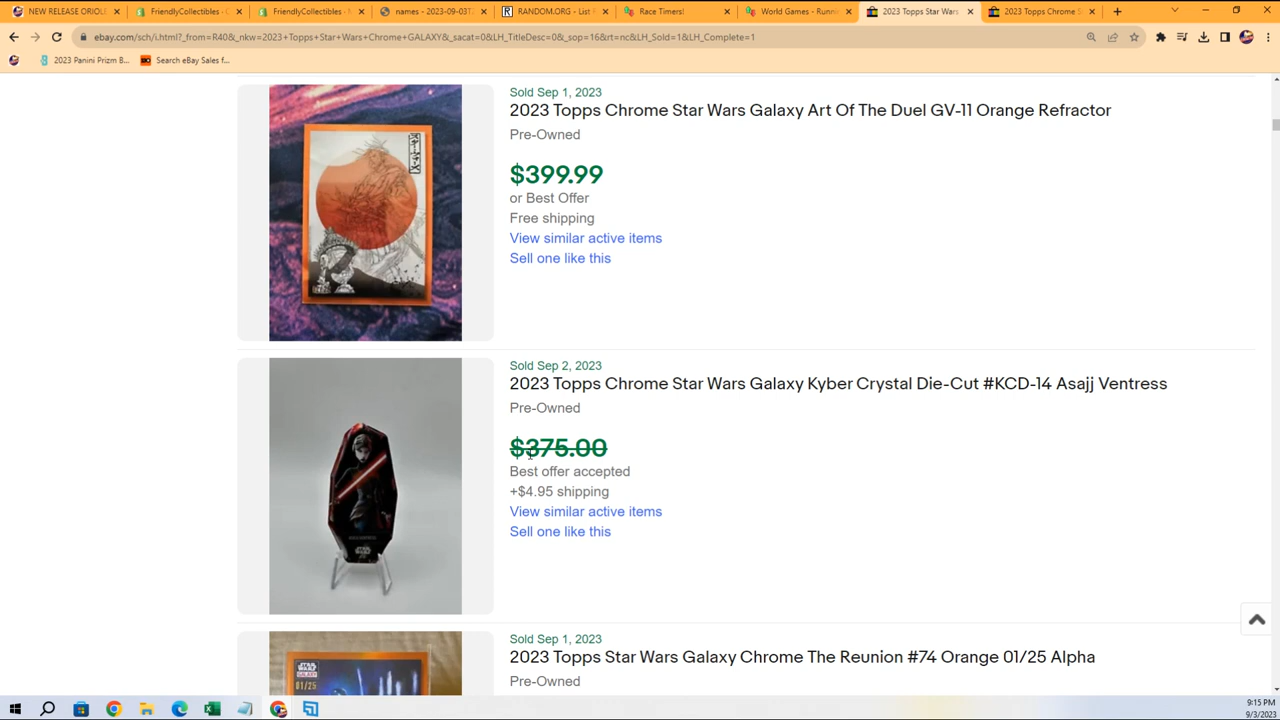 NEW RELEASE ORIOL
FriendlyCollectibles - C
FriendlyCollectibles - N
names - 2023-09-03T
RANDOM.ORG - List R
Race Timers!
World Games - Runni
2023 Topps Star Wars
2023 Topps Chrome S
ebay.com/sch/i.html?_from=R40&_nkw=2023+Topps+Star+Wars+Chrome+GALAXY&_sacat=0&LH_TitleDesc=0&_sop=16&rt=nc&LH_Sold=1&LH_Complete=1
2023 Panini Prizm B...
Search eBay Sales f...
Sold Sep 1, 2023
2023 Topps Chrome Star Wars Galaxy Art Of The Duel GV-11 Orange Refractor
Pre-Owned
$399.99
or Best Offer
Free shipping
View similar active items
Sell one like this
Sold Sep 2, 2023
2023 Topps Chrome Star Wars Galaxy Kyber Crystal Die-Cut #KCD-14 Asajj Ventress
Pre-Owned
$375.00
Best offer accepted
+$4.95 shipping
View similar active items
Sell one like this
Sold Sep 1, 2023
2023 Topps Star Wars Galaxy Chrome The Reunion #74 Orange 01/25 Alpha
Pre-Owned
STAR WARS
GALAXY
01/25
9:15 PM
9/3/2023